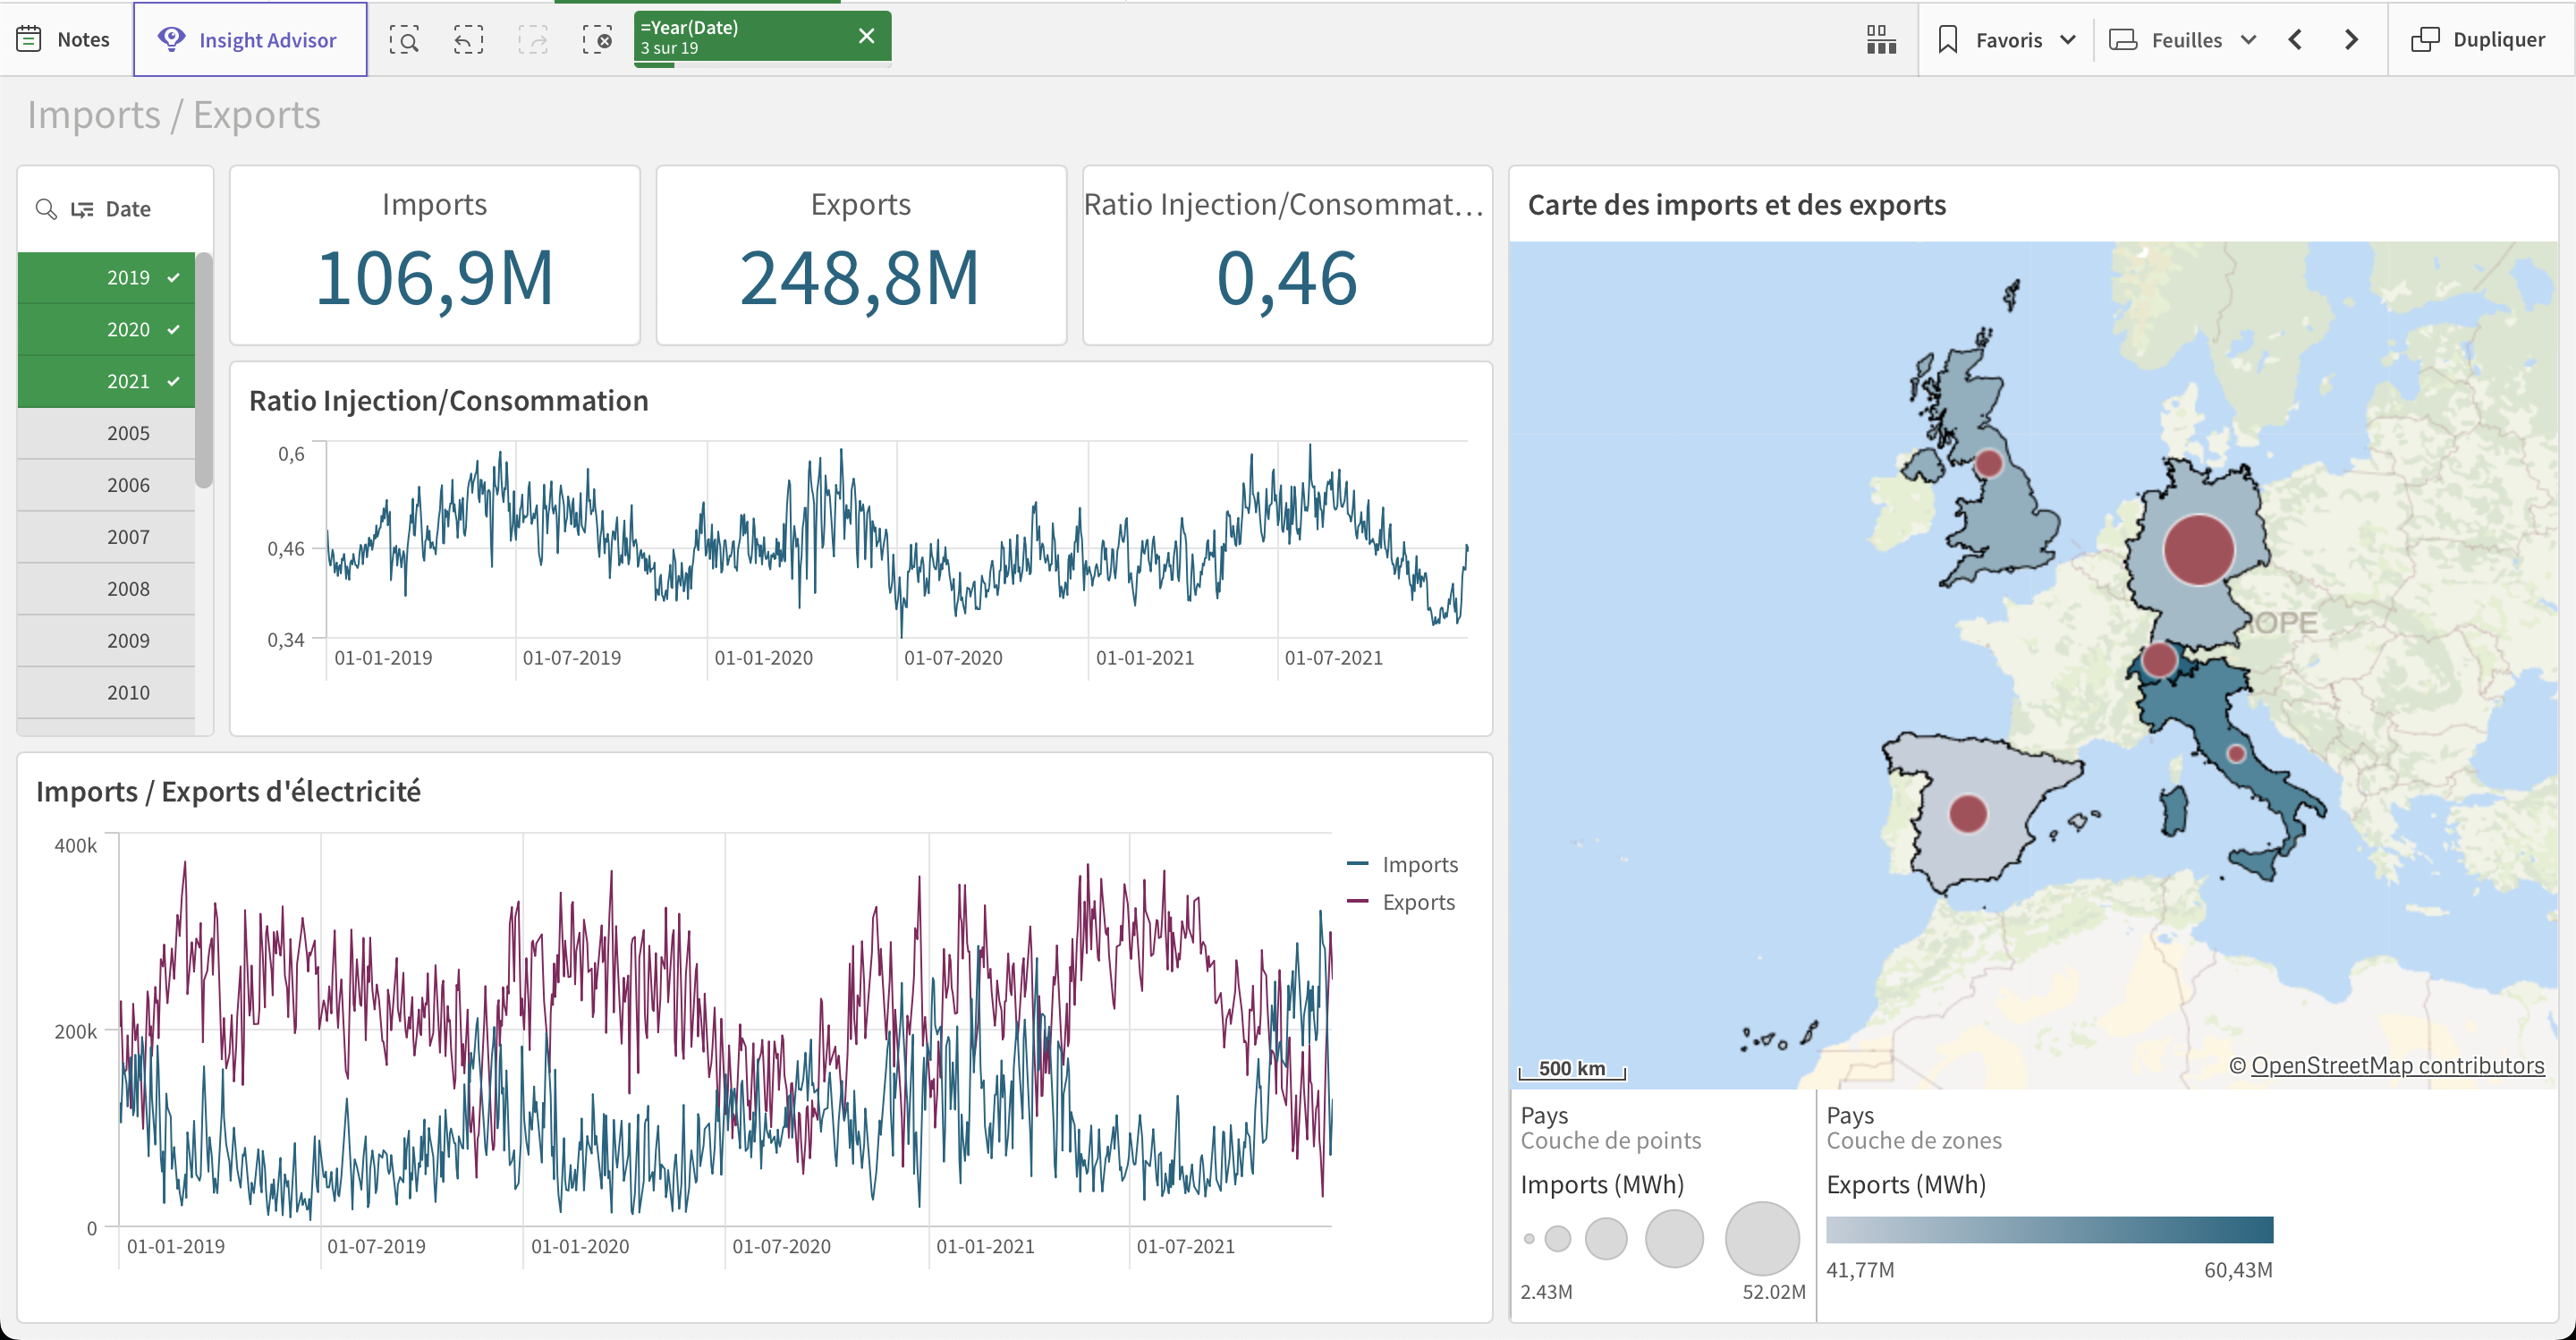 Notes
Insight Advisor
=Year(Date)
3 sur 19
Favoris
Feuilles
Dupliquer
Imports / Exports
Date
2019
2020
2021
2005
2006
2007
2008
2009
2010
Imports
106,9M
Exports
248,8M
Ratio Injection/Consommat...
0,46
Ratio Injection/Consommation
0,6
0,46
0,34
01-01-2019
01-07-2019
01-01-2020
01-07-2020
01-01-2021
01-07-2021
Imports / Exports d'électricité
400k
200k
0
01-01-2019
01-07-2019
01-01-2020
01-07-2020
01-01-2021
01-07-2021
Imports
Exports
Carte des imports et des exports
OPE
500 km
© OpenStreetMap contributors
Pays
Couche de points
Imports (MWh)
2.43M
52.02M
Pays
Couche de zones
Exports (MWh)
41,77M
60,43M